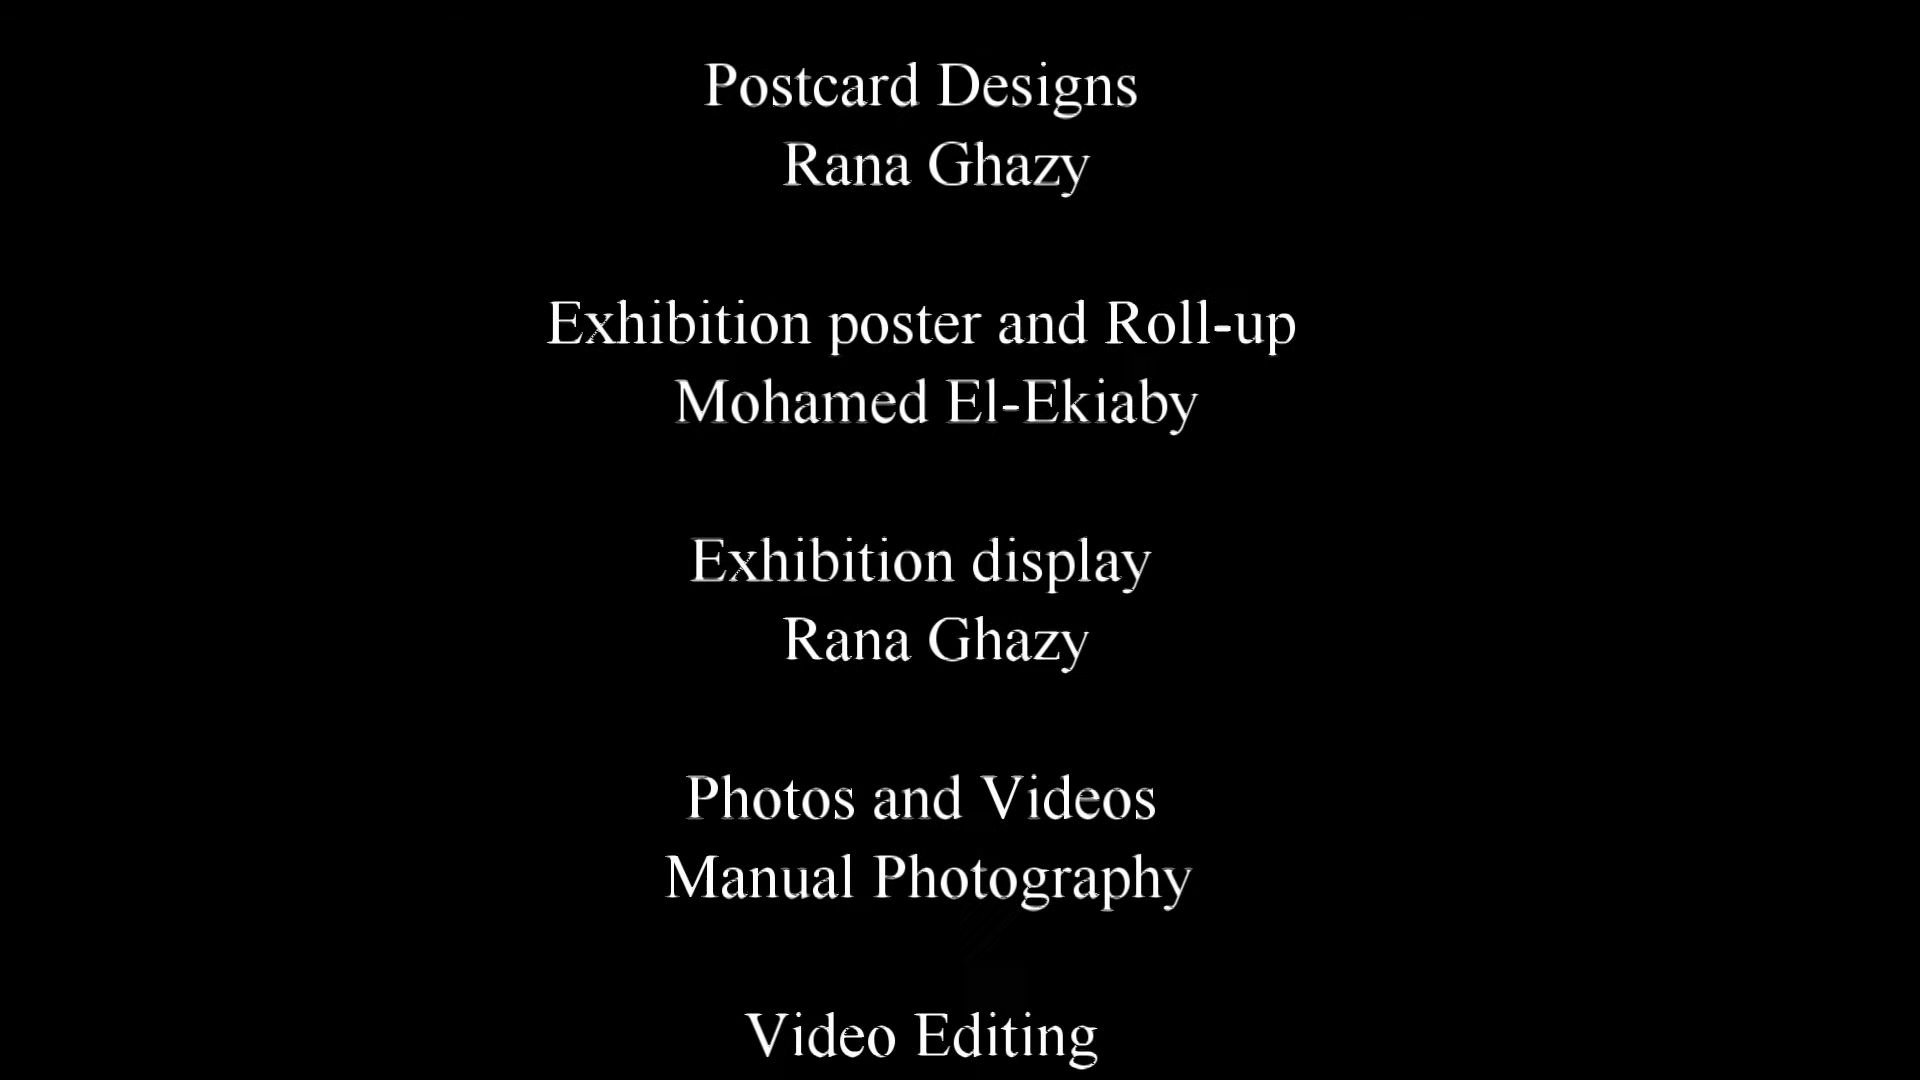 Postcard Designs
Rana Ghazy
Exhibition poster and Roll-up
Mohamed El-Ekiaby
Exhibition display
Rana Ghazy
Photos and Videos
Manual Photography
Video Editing